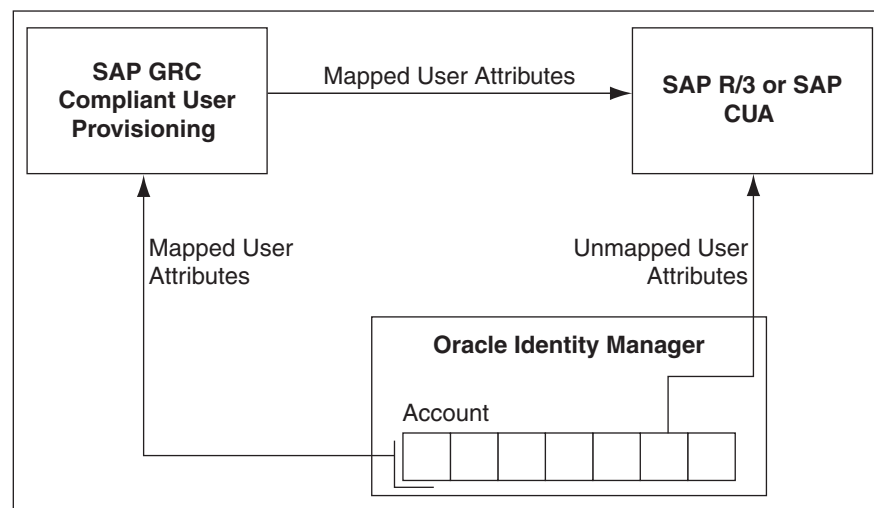 SAP GRC
Compliant User
Provisioning
Mapped User Attributes
SAP R/3 or SAP
CUA
Mapped User
Attributes
Unmapped User
Attributes
Oracle Identity Manager
Account